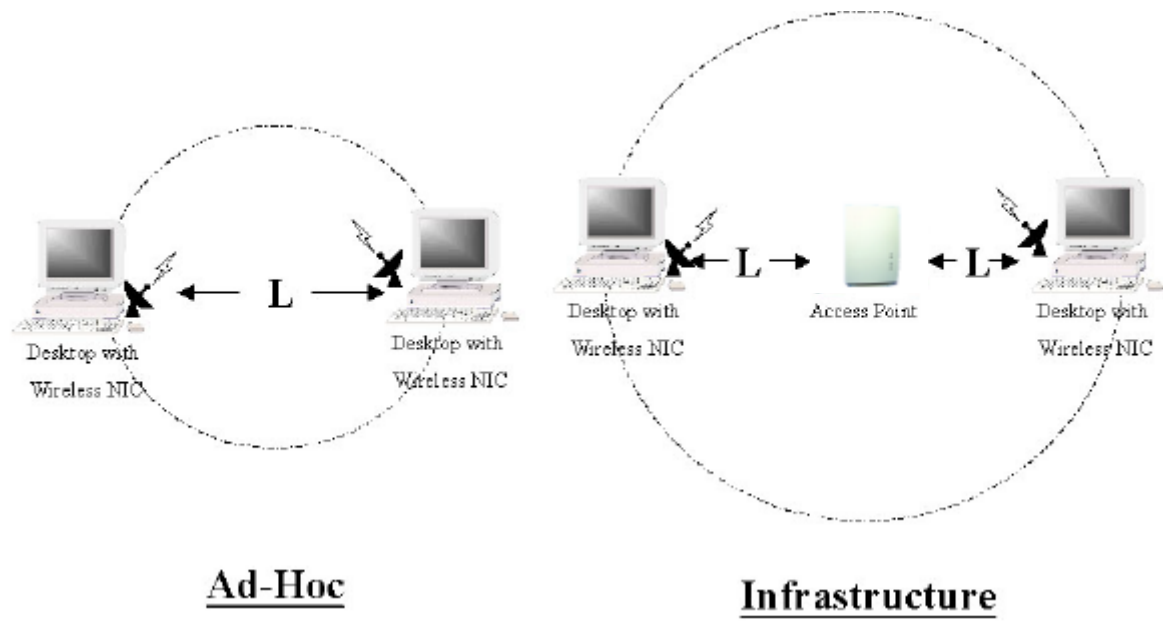 L
Desktop with
Wireless NIC
Desktop with
Wireless NIC
Ad-Hoc
L
L
Desktop with
Wireless NIC
Access Point
Desktop with
Wireless NIC
Infrastructure